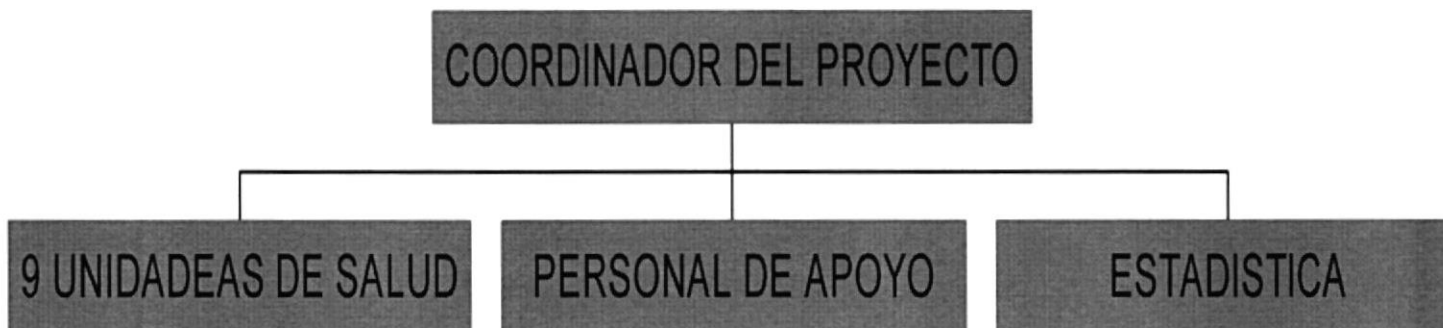 COORDINADOR DEL PROYECTO
9 UNIDADEAS DE SALUD
PERSONAL DE APOYO
ESTADISTICA